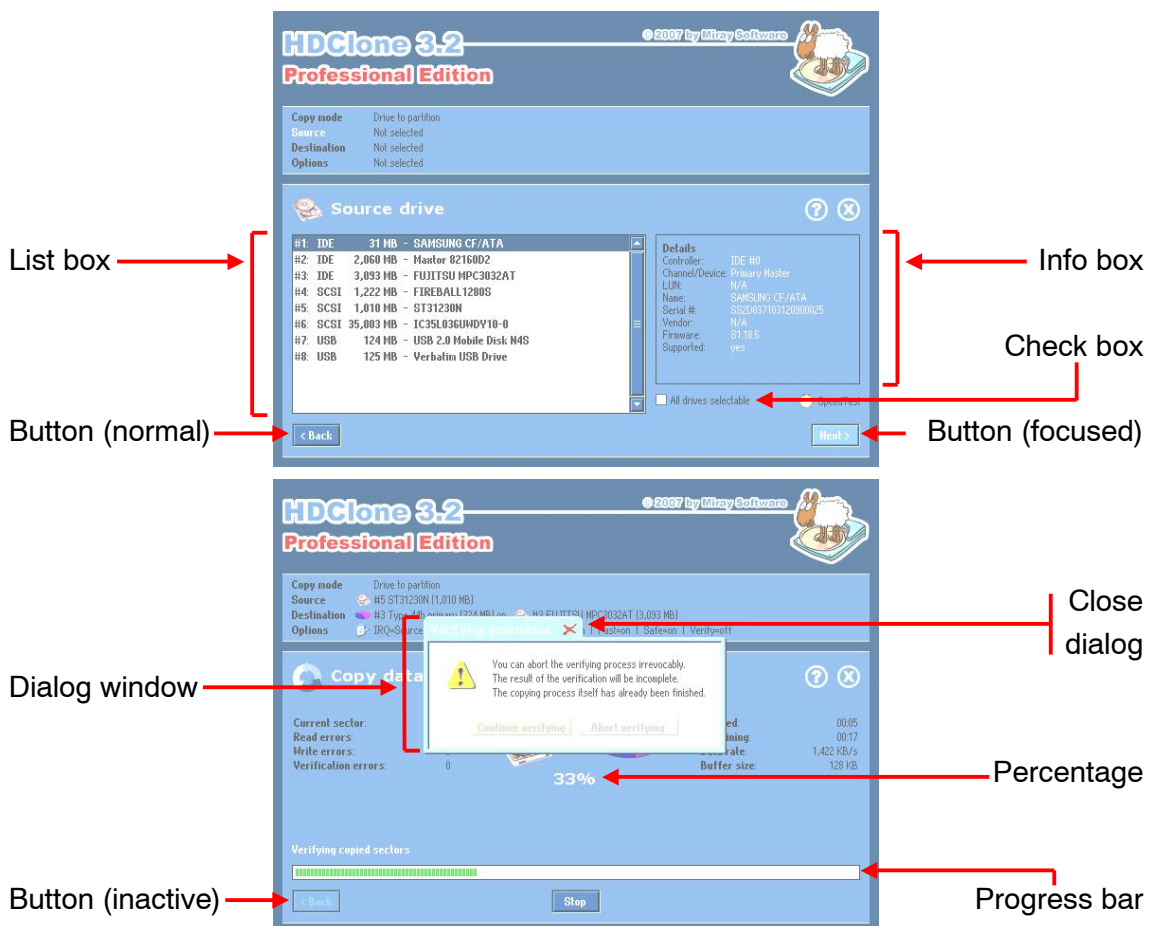 HDClone 3.2
© 2007 by Miray Software
Professional Edition
Copy mode Drive to partition
Source Not selected
Destination Not selected
Options Not selected
Source drive ? X
List box
#1: IDE 31 MB - SAMSUNG CF/ATA
#2: IDE 2,060 MB - Maxtor 82160D2
#3: IDE 3,093 MB - FUJITSU MPC3032AT
#4: SCSI 1,222 MB - FIREBALL1280S
#5: SCSI 1,010 MB - ST31230N
#6: SCSI 35,003 MB - IC35L036UWDY10-0
#7: USB 124 MB - USB 2.0 Mobile Disk N4S
#8: USB 125 MB - Verbatim USB Drive
Details
Controller: IDE #0
Channel/Device: Primary Master
LUN: N/A
Name: SAMSUNG CF/ATA
Serial #: SS2D037103120900025
Vendor: N/A
Firmware: S1.18.6
Supported: yes
Info box
Check box
All drives selectable SpeedTest
Button (normal)
< Back
Next >
Button (focused)
HDClone 3.2
© 2007 by Miray Software
Professional Edition
Copy mode Drive to partition
Source #5 ST31230N (1,010 MB)
Destination #3 Type 44h primary (324 MB) on #3 FUJITSU MPC3032AT (3,093 MB)
Options IRQ=Source Fast=on | Safe=on | Verify=off
Close
dialog
Verifying interrupted
Copy data ? X
Dialog window
You can abort the verifying process irrevocably.
The result of the verification will be incomplete.
The copying process itself has already been finished.
Continue verifying Abort verifying
Current sector: 00:05
Read errors: 00:17
Write errors: 1,422 KB/s
Verification errors: 0 Buffer size: 128 KB
33%
Percentage
Verifying copied sectors
Button (inactive)
< Back
Stop
Progress bar